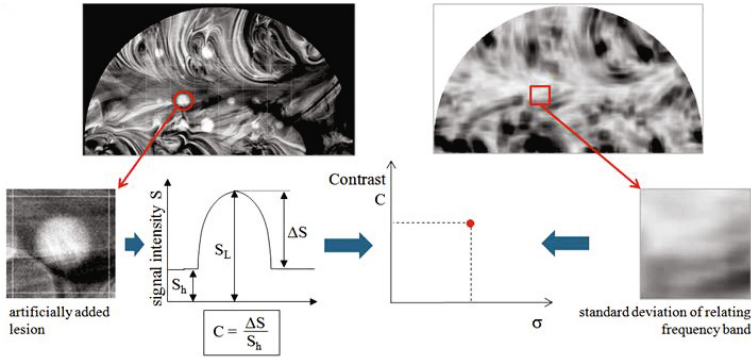 artificially added
lesion
signal intensity S
S_h
S_L
ΔS
C = ΔS / S_h
Contrast
C
σ
standard deviation of relating
frequency band